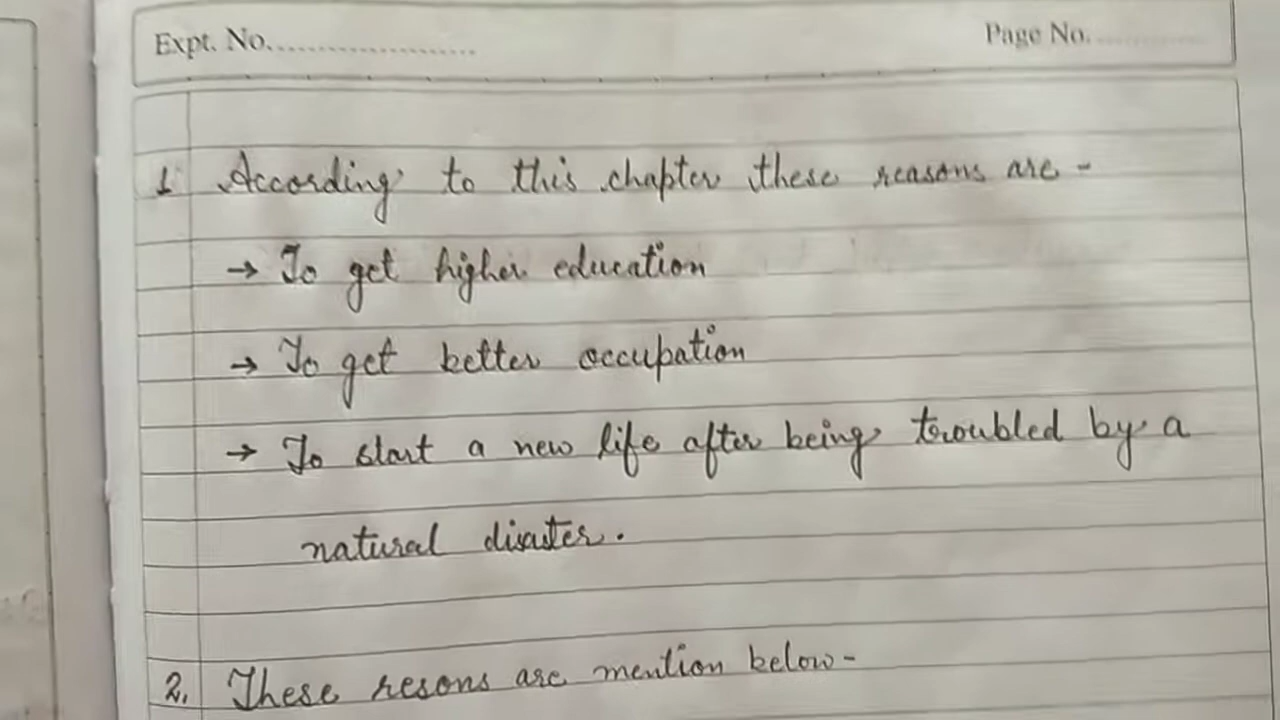 Expt. No.....................
Page No...............
1. According to this chapter these reasons are -
→ To get higher education
→ To get better occupation
→ To start a new life after being troubled by a
natural disaster.
2. These resons are mention below-